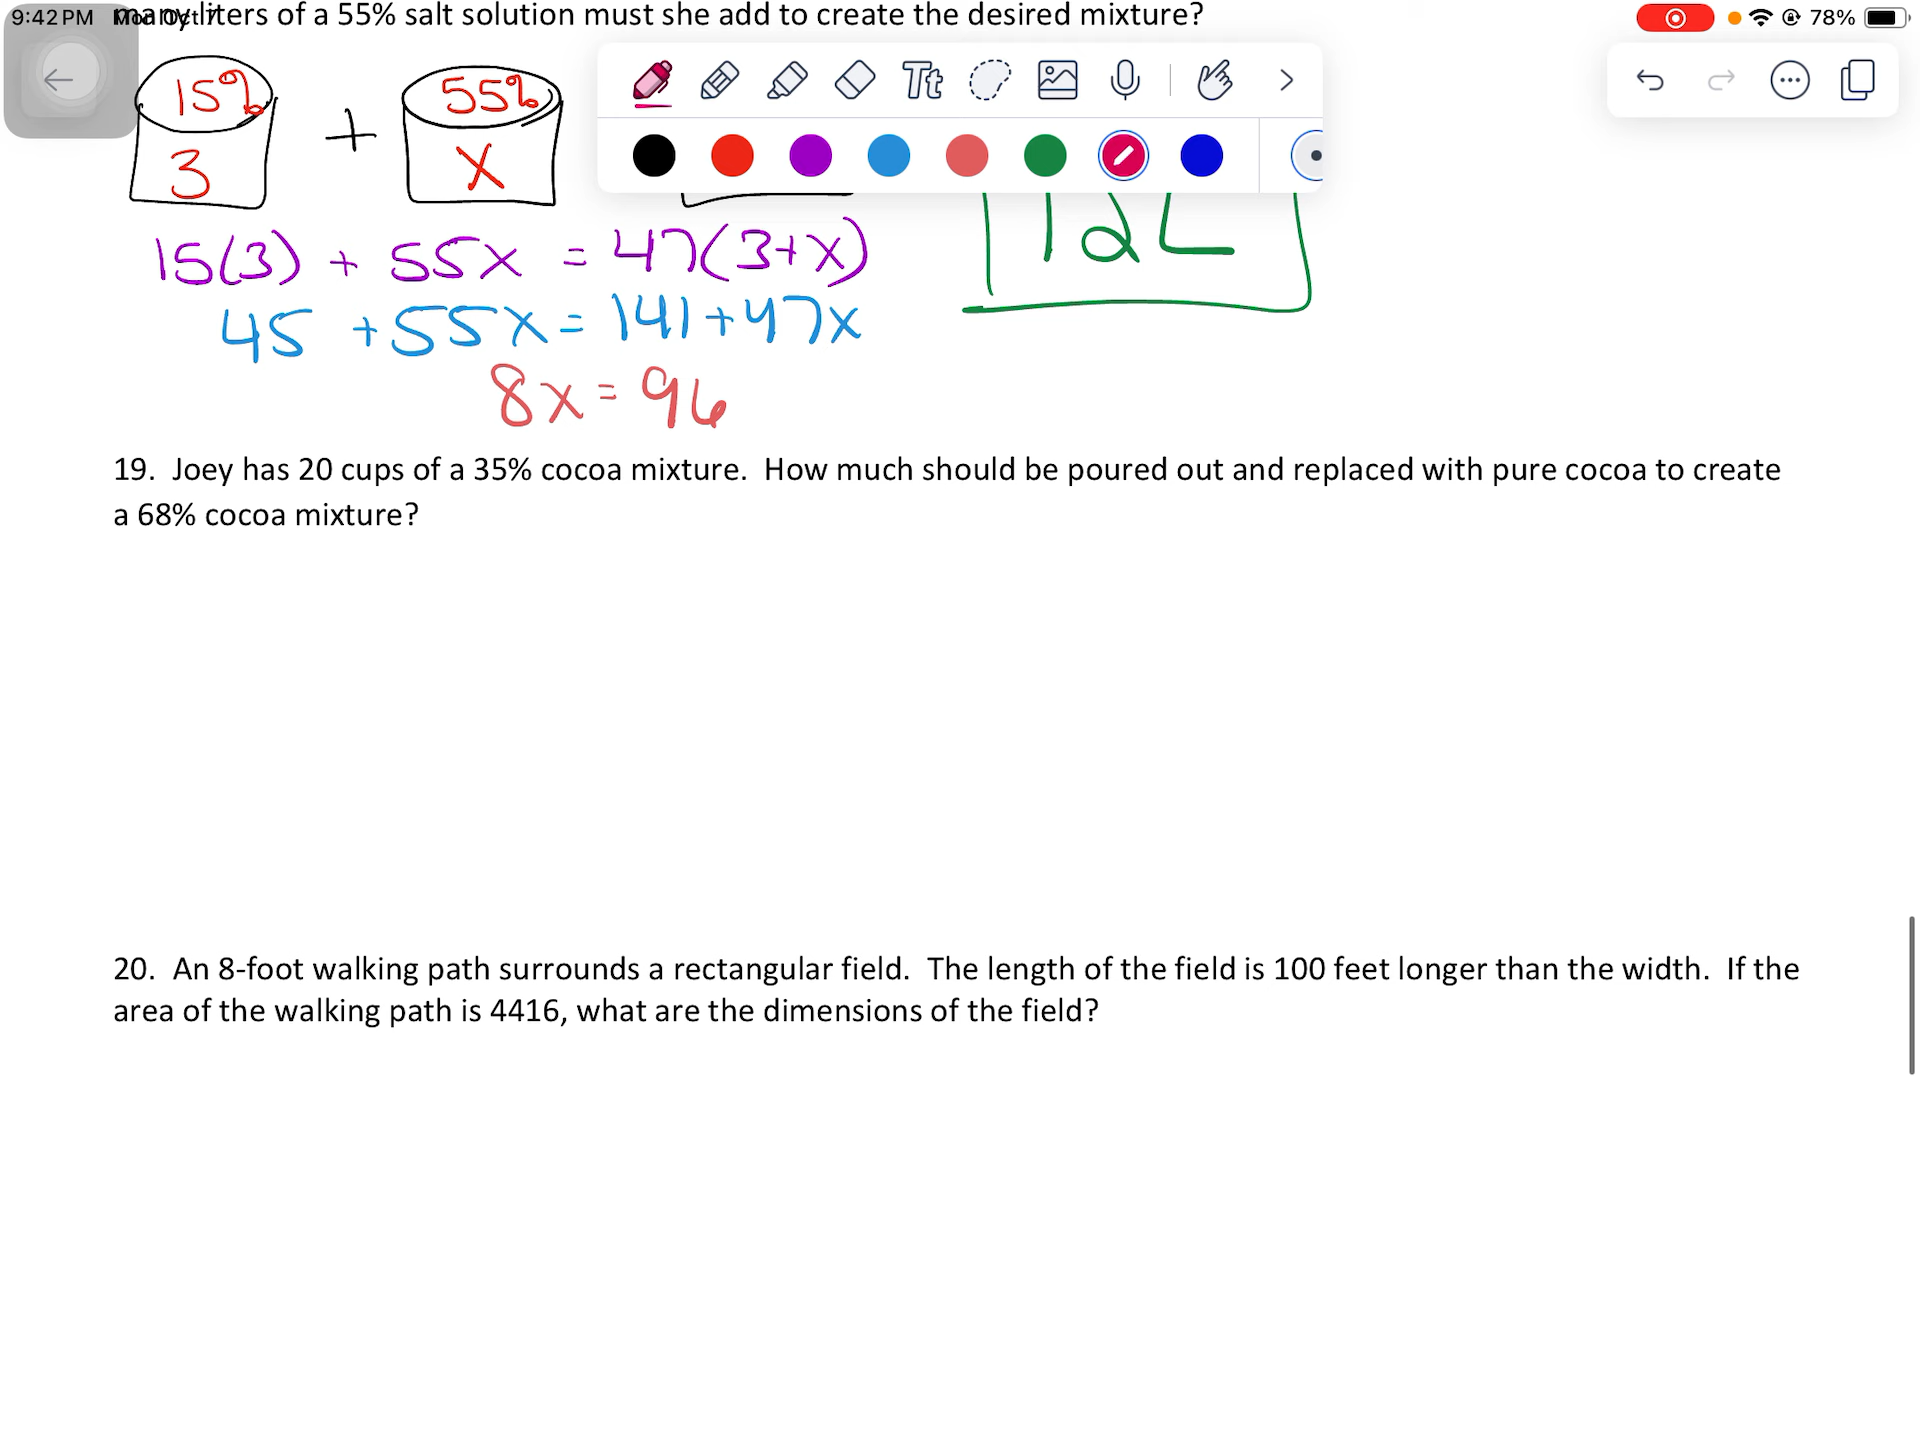 9:42 PM Mon Oct 7
many liters of a 55% salt solution must she add to create the desired mixture?
78%
15% + 55%
3 X
Tt
12L
15(3) + 55x = 47(3+x)
45 + 55x = 141 + 47x
8x = 96
19. Joey has 20 cups of a 35% cocoa mixture. How much should be poured out and replaced with pure cocoa to create
a 68% cocoa mixture?
20. An 8-foot walking path surrounds a rectangular field. The length of the field is 100 feet longer than the width. If the
area of the walking path is 4416, what are the dimensions of the field?